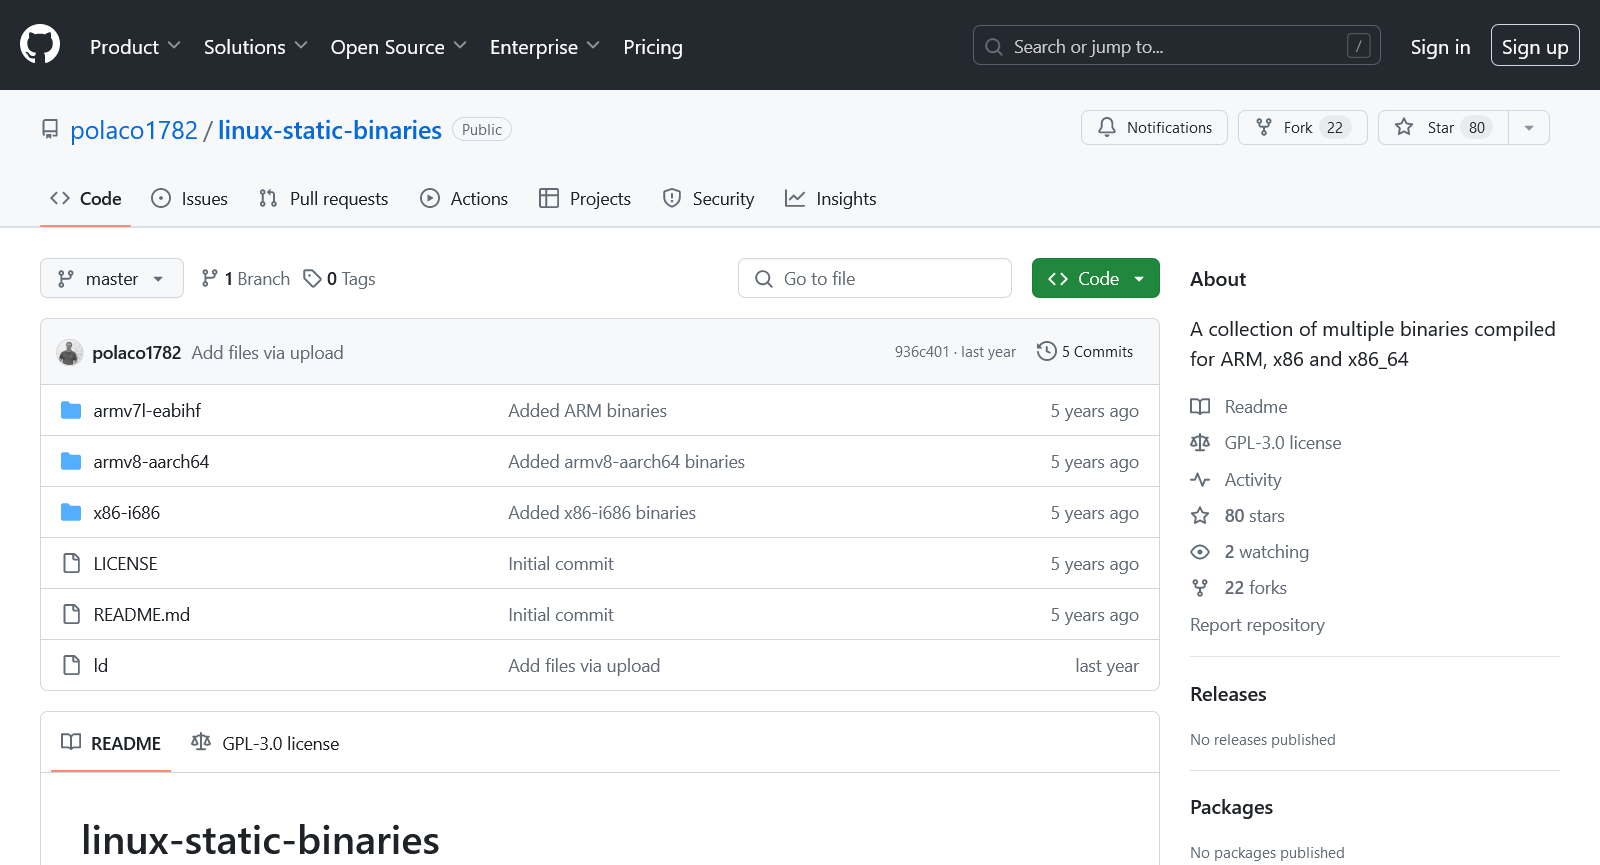 Product Solutions Open Source Enterprise Pricing Search or jump to... / Sign in Sign up
polaco1782 / linux-static-binaries Public Notifications Fork 22 Star 80
Code Issues Pull requests Actions Projects Security Insights
master 1 Branch 0 Tags Go to file Code
polaco1782 Add files via upload 936c401 · last year 5 Commits
armv7l-eabihf Added ARM binaries 5 years ago
armv8-aarch64 Added armv8-aarch64 binaries 5 years ago
x86-i686 Added x86-i686 binaries 5 years ago
LICENSE Initial commit 5 years ago
README.md Initial commit 5 years ago
ld Add files via upload last year
README GPL-3.0 license
linux-static-binaries
About
A collection of multiple binaries compiled
for ARM, x86 and x86_64
Readme
GPL-3.0 license
Activity
80 stars
2 watching
22 forks
Report repository
Releases
No releases published
Packages
No packages published